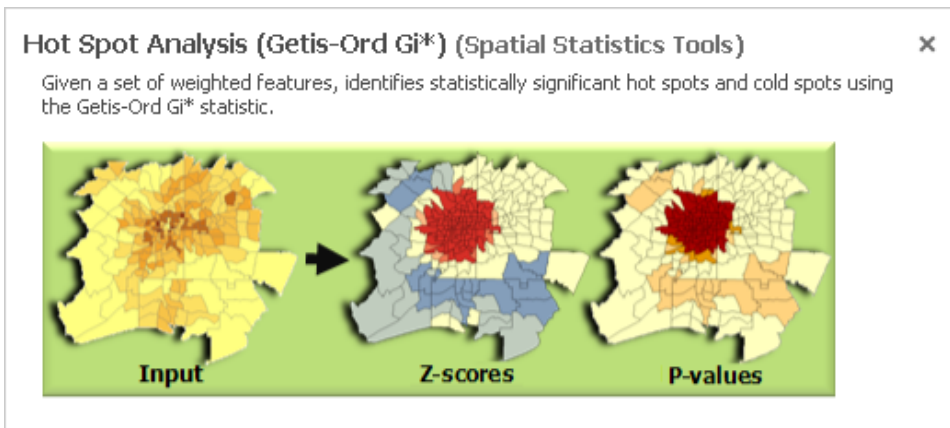 Hot Spot Analysis (Getis-Ord Gi*) (Spatial Statistics Tools)
Given a set of weighted features, identifies statistically significant hot spots and cold spots using
the Getis-Ord Gi* statistic.
Input
Z-scores
P-values